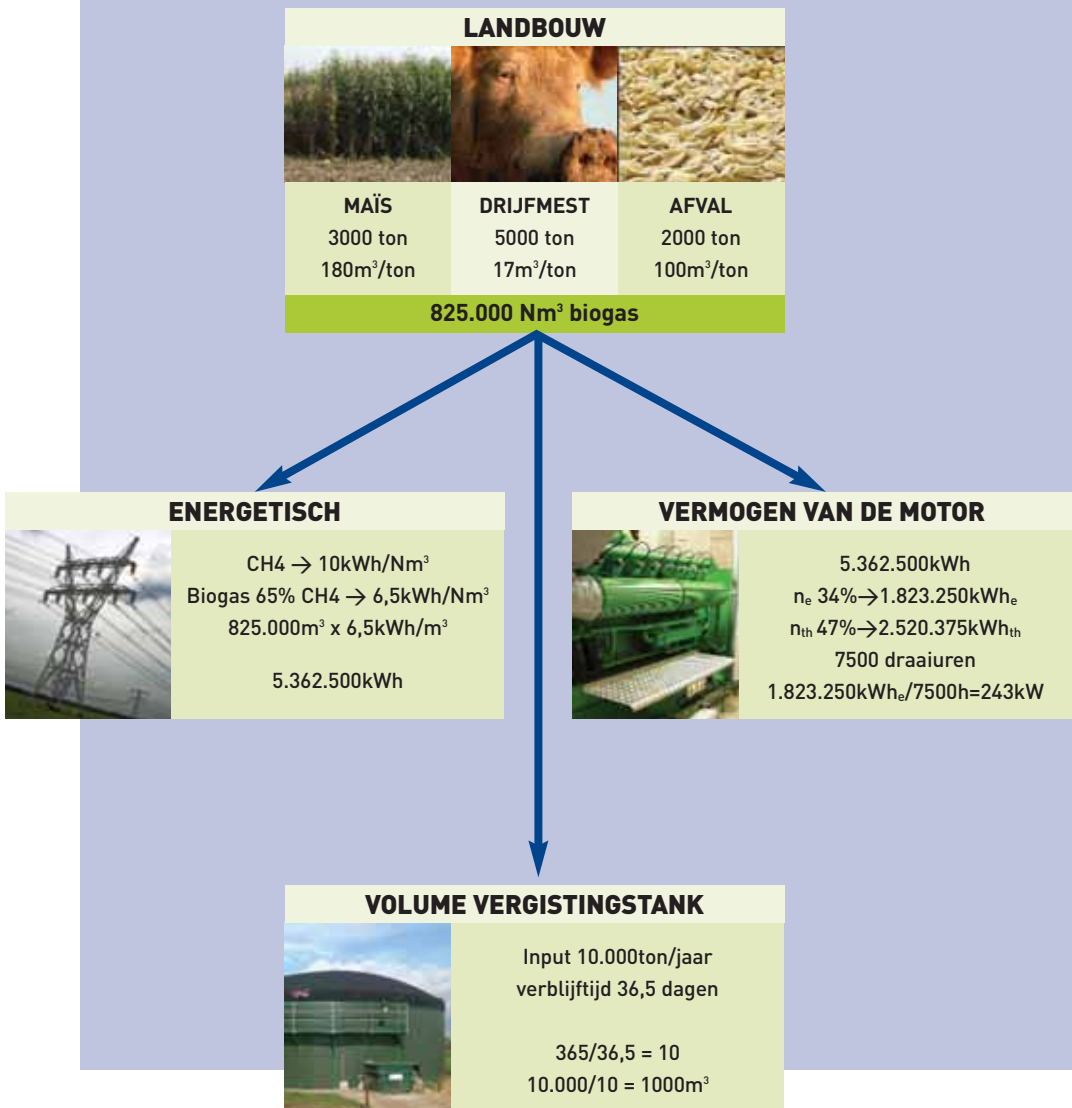 LANDBOUW
MAÏS
3000 ton
180m³/ton
DRIJFMEST
5000 ton
17m³/ton
AFVAL
2000 ton
100m³/ton
825.000 Nm³ biogas
ENERGETISCH
CH4 → 10kWh/Nm³
Biogas 65% CH4 → 6,5kWh/Nm³
825.000m³ x 6,5kWh/m³
5.362.500kWh
VERMOGEN VAN DE MOTOR
5.362.500kWh
nₑ 34%→1.823.250kWhₑ
nₜₕ 47%→2.520.375kWhₜₕ
7500 draaiuren
1.823.250kWhₑ/7500h=243kW
VOLUME VERGISTINGSTANK
Input 10.000ton/jaar
verblijftijd 36,5 dagen
365/36,5 = 10
10.000/10 = 1000m³